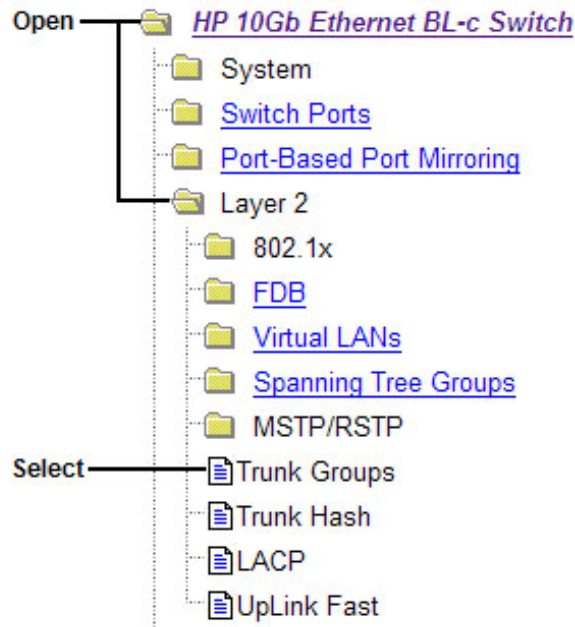 Open HP 10Gb Ethernet BL-c Switch
System
Switch Ports
Port-Based Port Mirroring
Layer 2
802.1x
FDB
Virtual LANs
Spanning Tree Groups
MSTP/RSTP
Select Trunk Groups
Trunk Hash
LACP
UpLink Fast